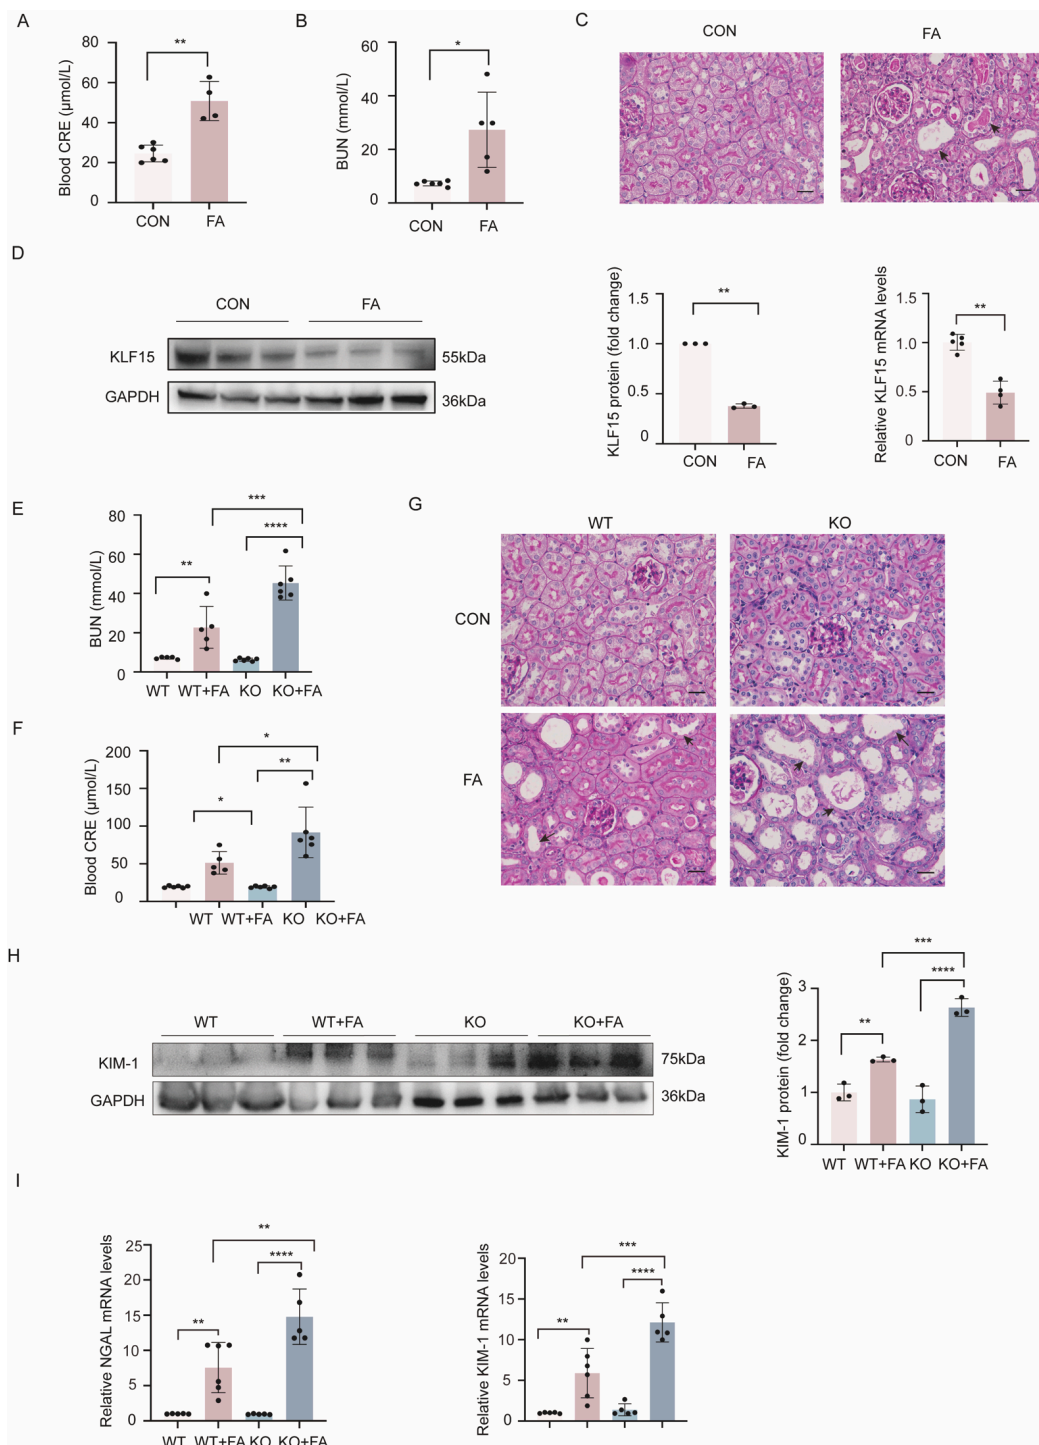 A
Blood CRE (μmol/L)
80
60
40
20
0
**
CON
FA
B
BUN (mmol/L)
60
40
20
0
*
CON
FA
C
CON
FA
D
CON
FA
KLF15
55kDa
GAPDH
36kDa
KLF15 protein (fold change)
1.5
1.0
0.5
0
**
CON
FA
Relative KLF15 mRNA levels
1.5
1.0
0.5
0
**
CON
FA
E
BUN (mmol/L)
80
60
40
20
0
**
***
****
WT
WT+FA
KO
KO+FA
F
Blood CRE (μmol/L)
200
150
100
50
0
*
*
**
WT
WT+FA
KO
KO+FA
G
WT
KO
CON
FA
H
WT
WT+FA
KO
KO+FA
KIM-1
75kDa
GAPDH
36kDa
KIM-1 protein (fold change)
3
2
1
0
**
***
****
WT
WT+FA
KO
KO+FA
I
Relative NGAL mRNA levels
25
20
15
10
5
0
**
**
****
WT
WT+FA
KO
KO+FA
Relative KIM-1 mRNA levels
20
15
10
5
0
**
***
****